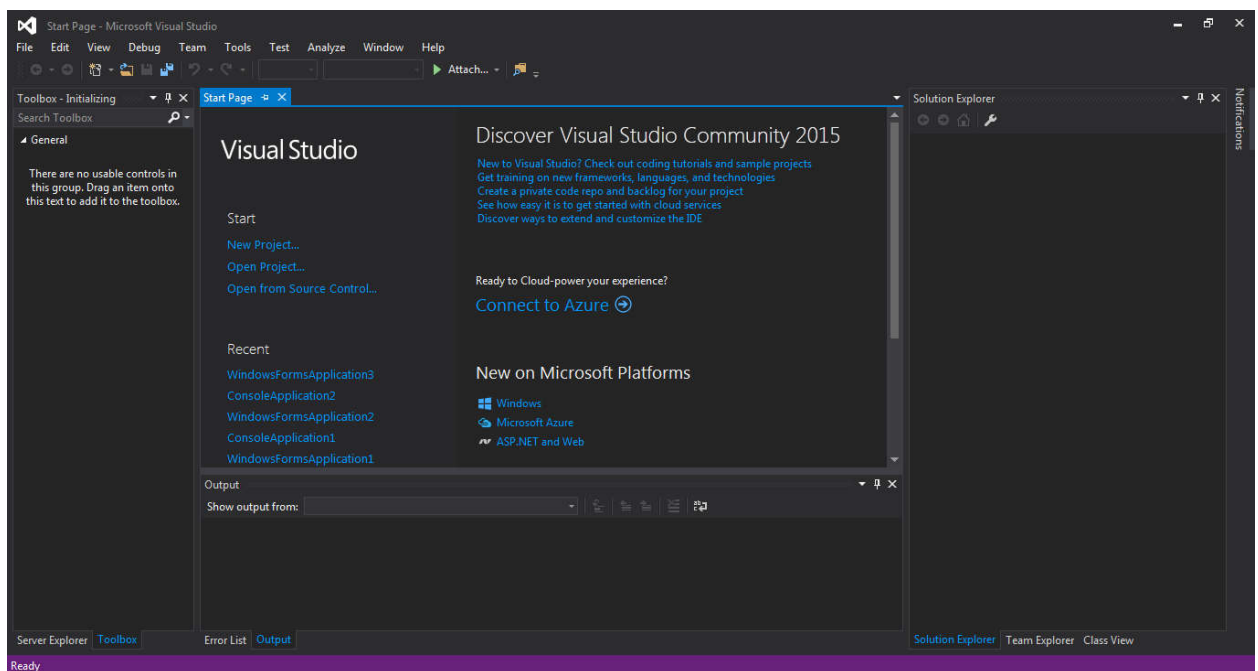 Start Page - Microsoft Visual Studio
File Edit View Debug Team Tools Test Analyze Window Help
Attach...
Toolbox - Initializing
Search Toolbox
General
There are no usable controls in
this group. Drag an item onto
this text to add it to the toolbox.
Server Explorer Toolbox
Start Page
Visual Studio
Start
New Project...
Open Project...
Open from Source Control...
Recent
WindowsFormsApplication3
ConsoleApplication2
WindowsFormsApplication2
ConsoleApplication1
WindowsFormsApplication1
Discover Visual Studio Community 2015
New to Visual Studio? Check out coding tutorials and sample projects
Get training on new frameworks, languages, and technologies
Create a private code repo and backlog for your project
See how easy it is to get started with cloud services
Discover ways to extend and customize the IDE
Ready to Cloud-power your experience?
Connect to Azure
New on Microsoft Platforms
Windows
Microsoft Azure
ASP.NET and Web
Output
Show output from:
Error List Output
Solution Explorer
Solution Explorer Team Explorer Class View
Notifications
Ready